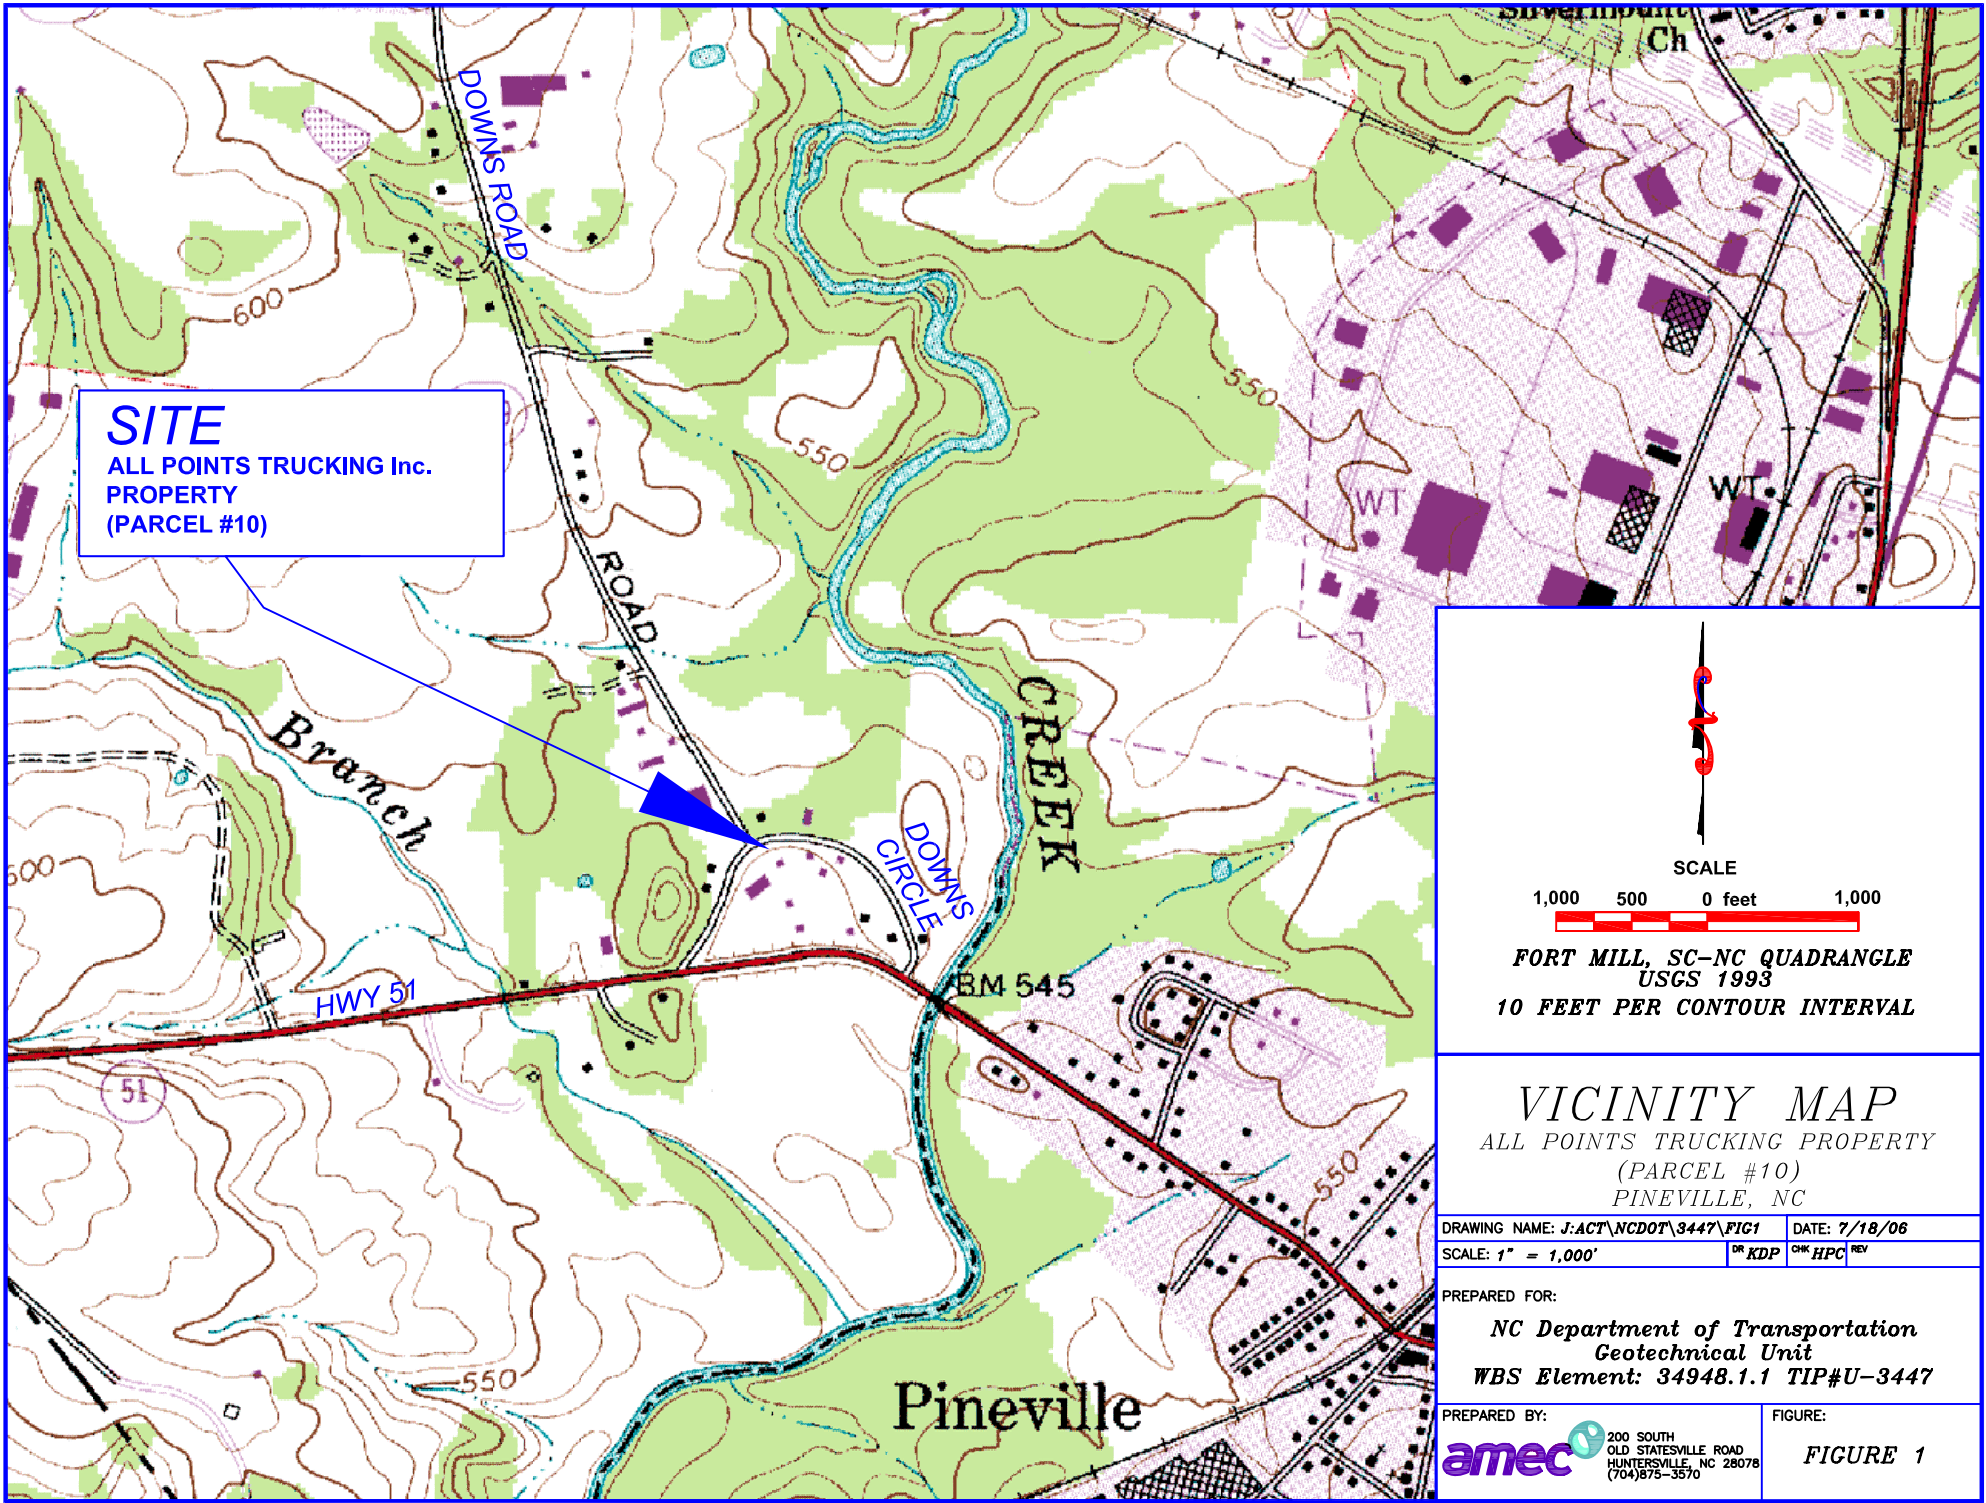 Silvermount
Ch
DOWNS ROAD
600
550
SITE
ALL POINTS TRUCKING Inc.
PROPERTY
(PARCEL #10)
550
WT
WT
ROAD
CREEK
Branch
600
DOWNS
CIRCLE
HWY 51
BM 545
51
550
550
Pineville
SCALE
1,000 500 0 feet 1,000
FORT MILL, SC-NC QUADRANGLE
USGS 1993
10 FEET PER CONTOUR INTERVAL
VICINITY MAP
ALL POINTS TRUCKING PROPERTY
(PARCEL #10)
PINEVILLE, NC
DRAWING NAME: J:ACT\NCDOT\3447\FIG1 DATE: 7/18/06
SCALE: 1" = 1,000' DR KDP CHK HPC REV
PREPARED FOR:
NC Department of Transportation
Geotechnical Unit
WBS Element: 34948.1.1 TIP#U-3447
PREPARED BY:
amec
200 SOUTH
OLD STATESVILLE ROAD
HUNTERSVILLE, NC 28078
(704)875-3570
FIGURE:
FIGURE 1